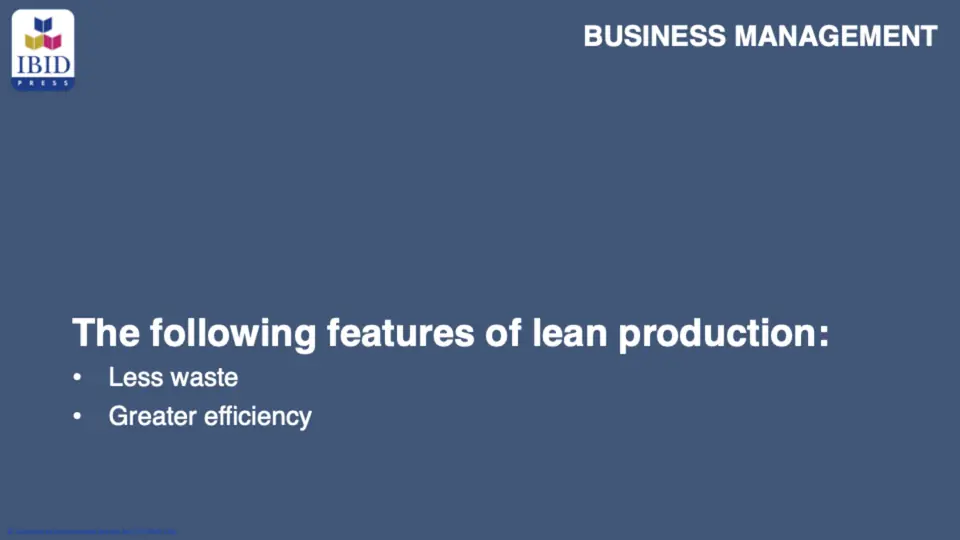 IBID
PRESS
BUSINESS MANAGEMENT
The following features of lean production:
• Less waste
• Greater efficiency